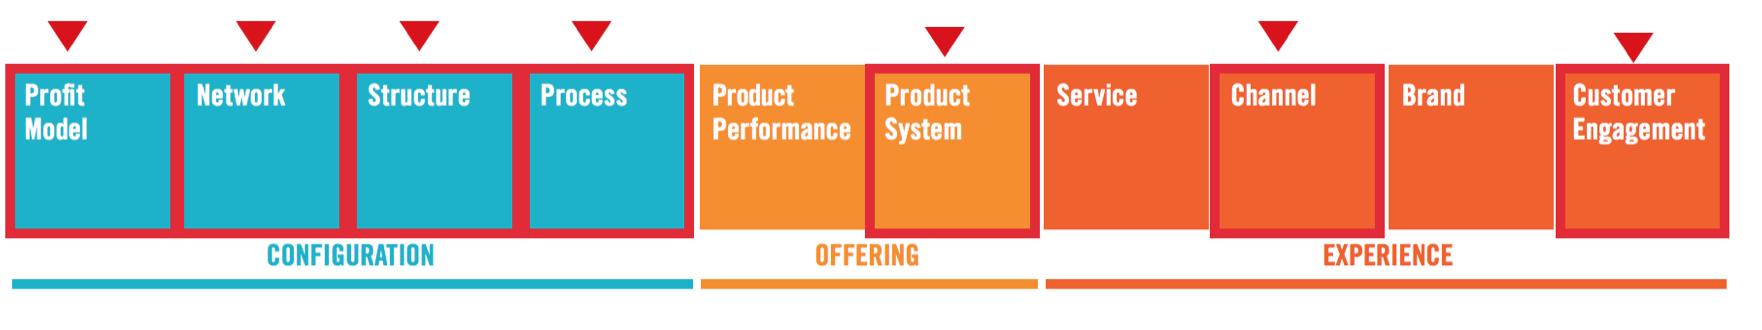 Profit
Model
Network
Structure
Process
Product
Performance
Product
System
Service
Channel
Brand
Customer
Engagement
CONFIGURATION
OFFERING
EXPERIENCE